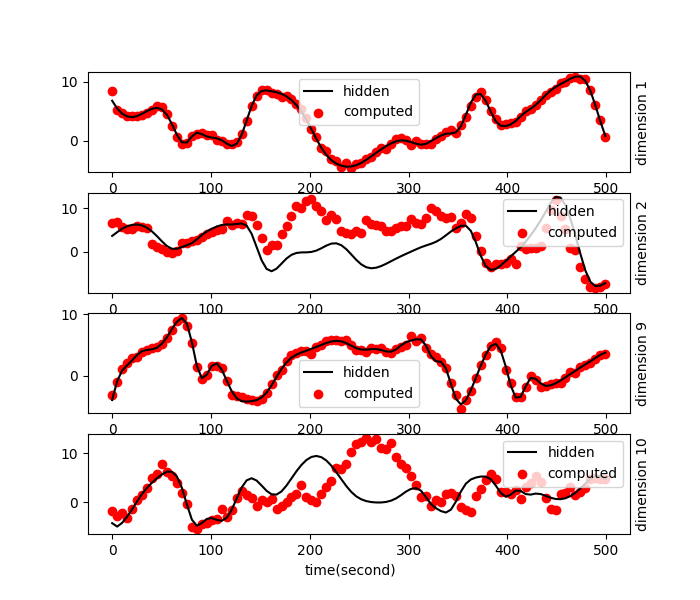 10
0
hidden
computed
dimension 1
0 100 200 300 400 500
10
0
hidden
computed
dimension 2
0 100 200 300 400 500
0
hidden
computed
dimension 9
0 100 200 300 400 500
10
0
hidden
computed
dimension 10
0 100 200 300 400 500
time(second)